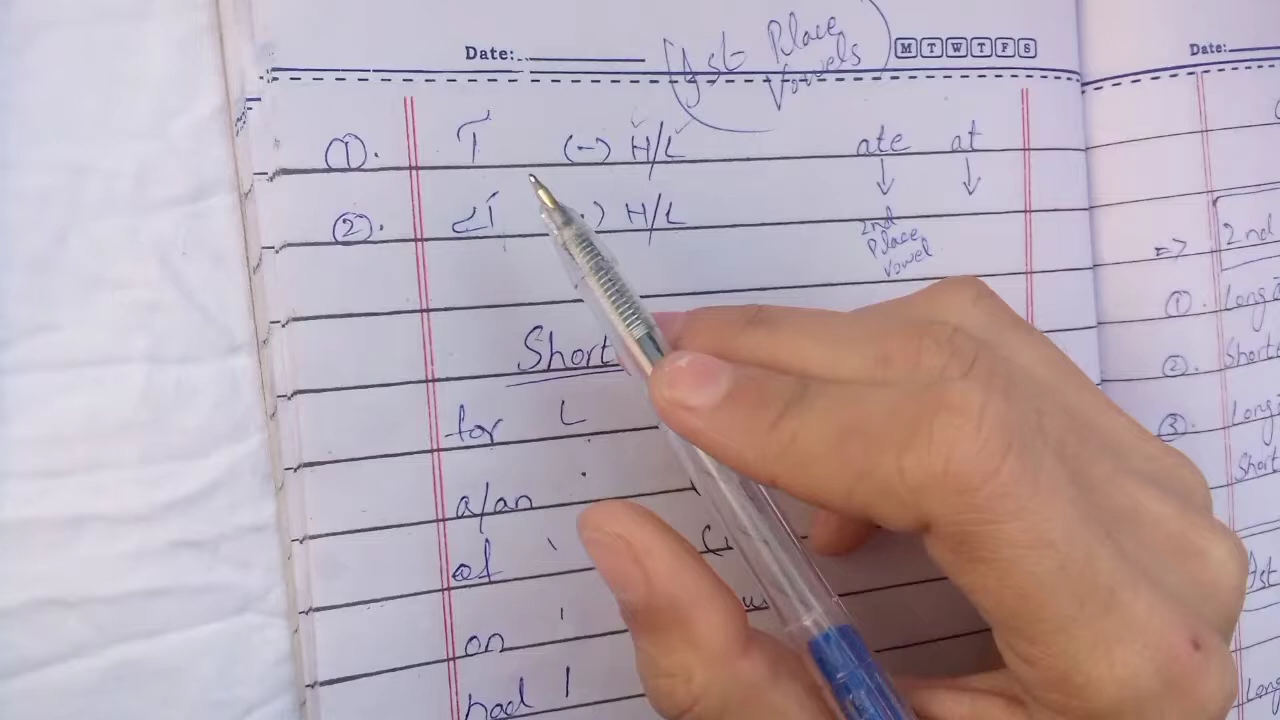 Date: (1st Place Vowels) M T W T F S
①. آ (-) H/L ate at
②. (.) H/L 2nd Place Vowel
Short
for
a/an
of
on
had
Date:
=> 2nd
①. Long
② Short
③. Long
Short
1st
Long